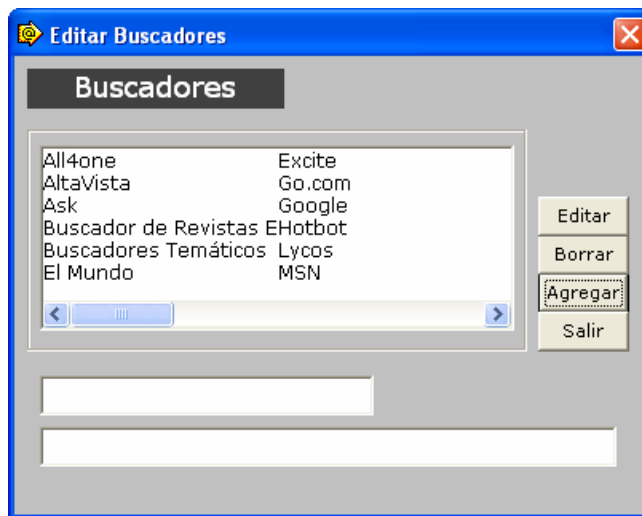 Editar Buscadores
Buscadores
All4one Excite
AltaVista Go.com
Ask Google
Buscador de Revistas EHotbot
Buscadores Temáticos Lycos
El Mundo MSN
Editar
Borrar
Agregar
Salir